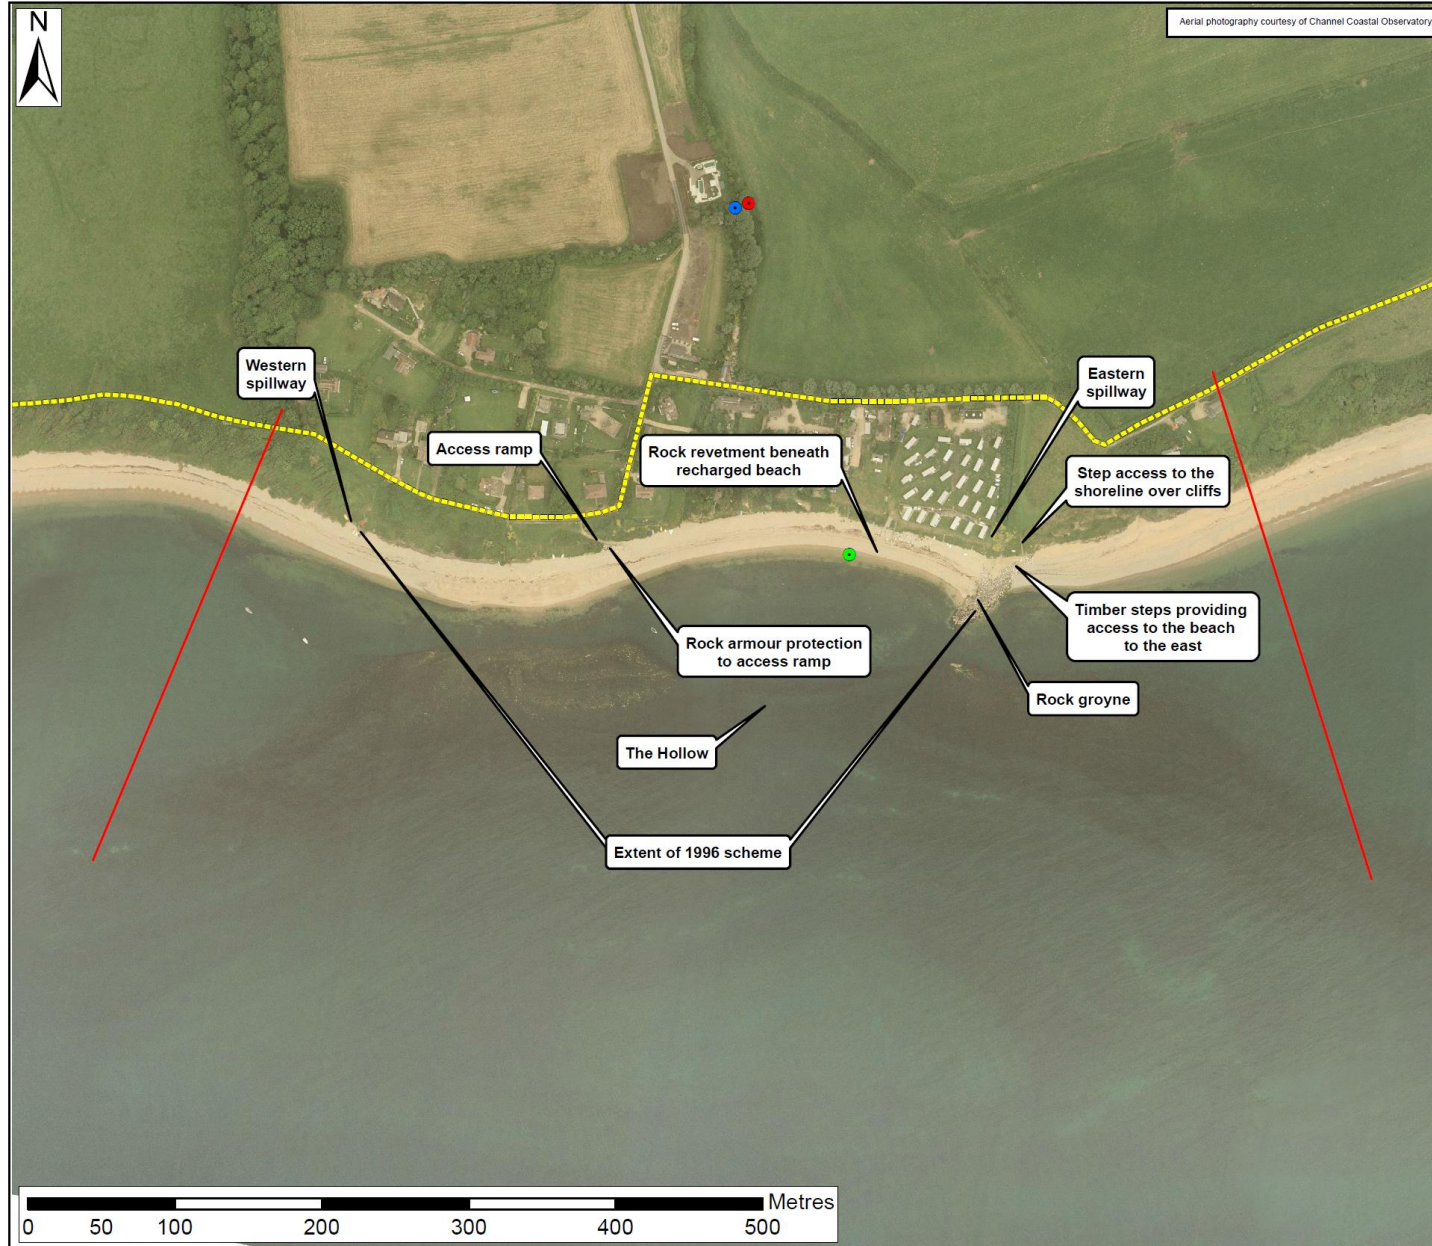 N
Aerial photography courtesy of Channel Coastal Observatory
Western
spillway
Eastern
spillway
Access ramp
Rock revetment beneath
recharged beach
Step access to the
shoreline over cliffs
Rock armour protection
to access ramp
Timber steps providing
access to the beach
to the east
Rock groyne
The Hollow
Extent of 1996 scheme
Metres
0 50 100 200 300 400 500